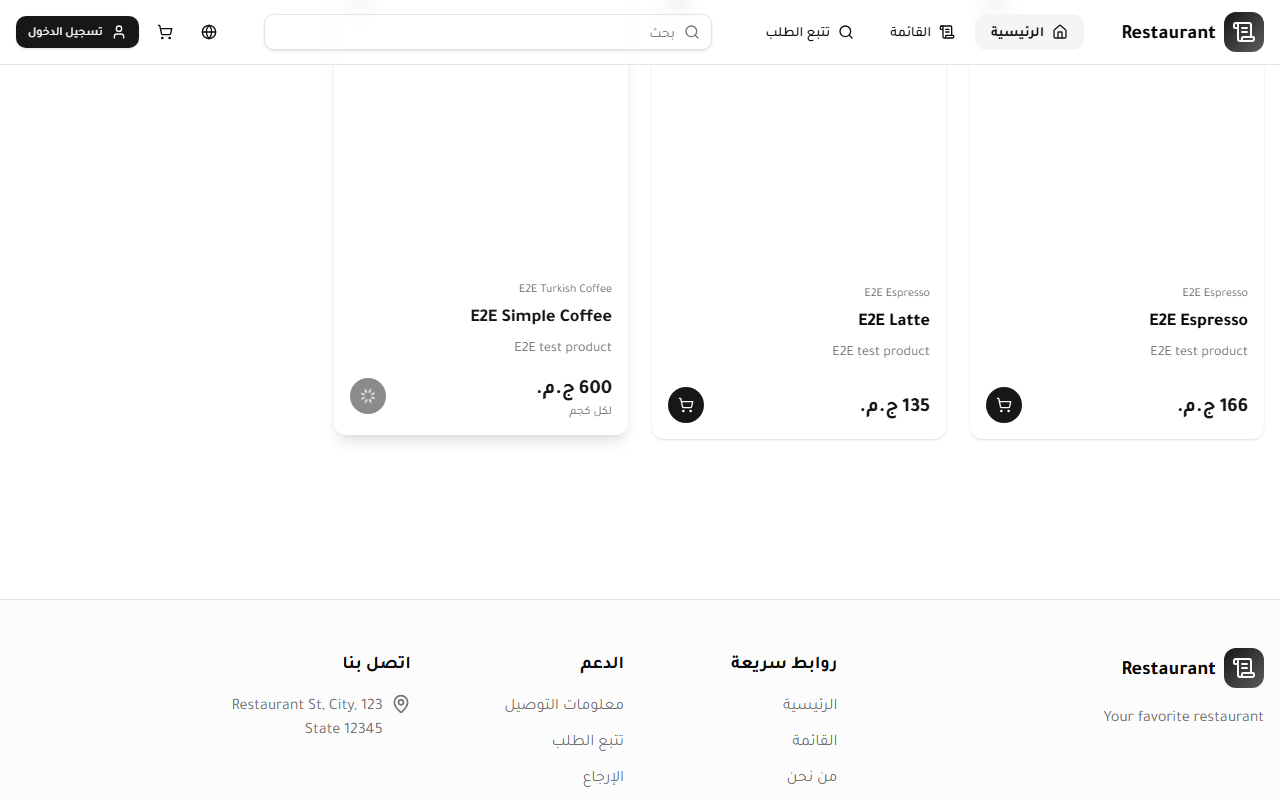 Restaurant
الرئيسية
القائمة
تتبع الطلب
بحث
تسجيل الدخول
E2E Espresso
E2E Espresso
E2E test product
166 ج.م.
E2E Espresso
E2E Latte
E2E test product
135 ج.م.
E2E Turkish Coffee
E2E Simple Coffee
E2E test product
600 ج.م.
لكل كجم
Restaurant
Your favorite restaurant
روابط سريعة
الرئيسية
القائمة
من نحن
الدعم
معلومات التوصيل
تتبع الطلب
الإرجاع
اتصل بنا
Restaurant St, City, 123
State 12345